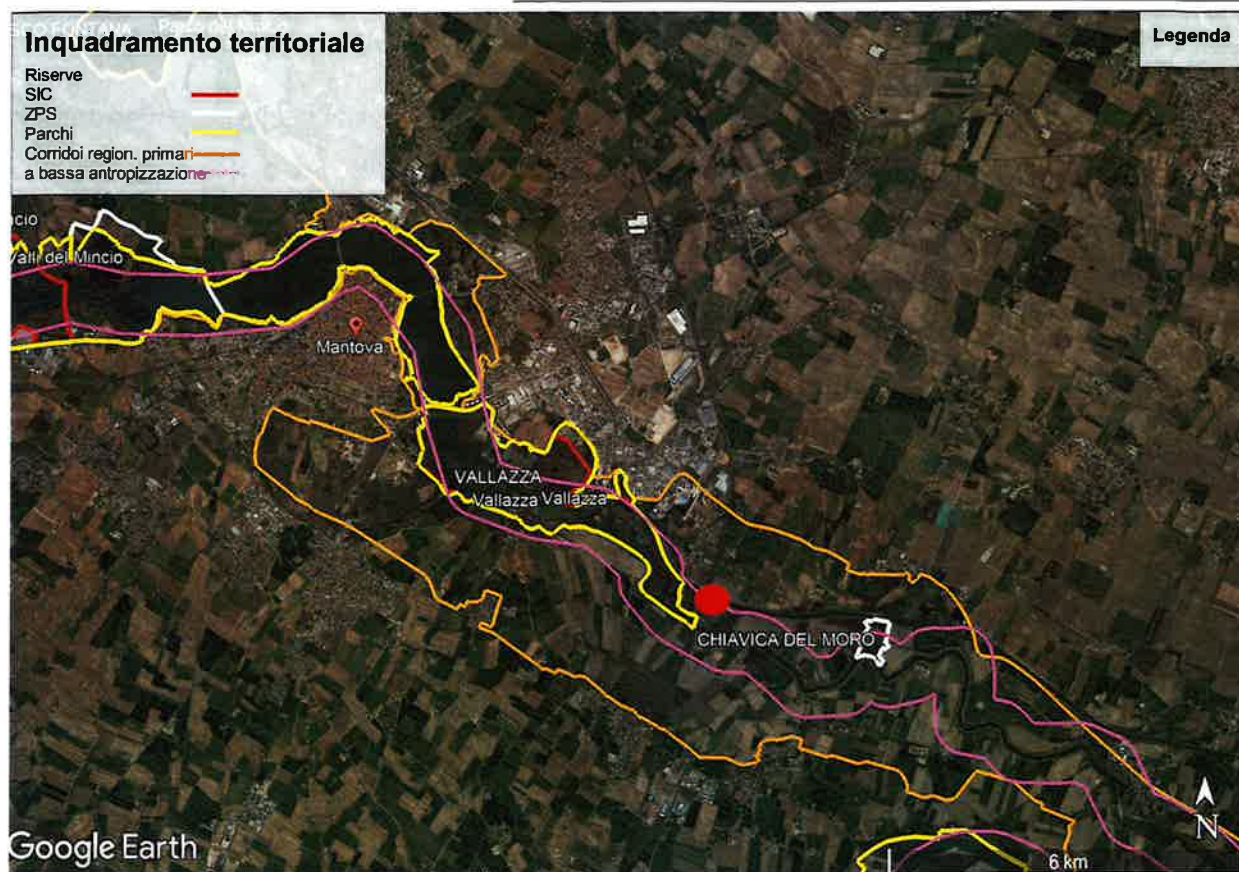 Inquadramento territoriale
Legenda
Riserve
SIC
ZPS
Parchi
Corridoi region. primari
a bassa antropizzazione
Valli del Mincio
Mantova
VALLAZZA
Vallazza Vallazza
CHIAVICA DEL MORO
N
Google Earth
6 km